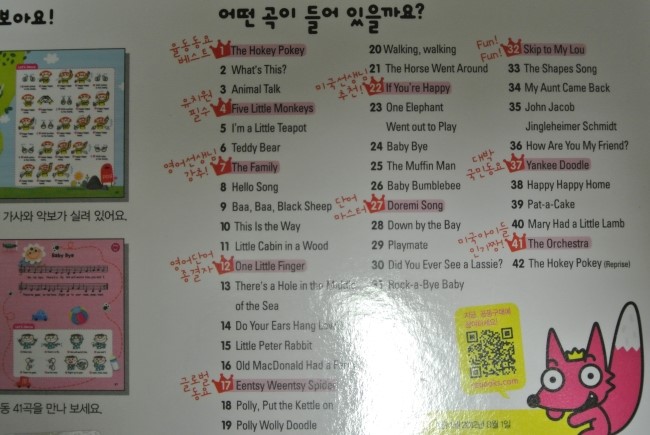 보아요!
어떤 곡이 들어 있을까요?
가사와 악보가 실려 있어요.
Baby Bye
동 41곡을 만나 보세요.
율동동요
베스트
1 The Hokey Pokey
2 What's This?
3 Animal Talk
유치원
필수
4 Five Little Monkeys
5 I'm a Little Teapot
6 Teddy Bear
영어선생님
강추!
7 The Family
8 Hello Song
9 Baa, Baa, Black Sheep
10 This Is the Way
11 Little Cabin in a Wood
영어단어
종결자
12 One Little Finger
13 There's a Hole in the Middle
of the Sea
14 Do Your Ears Hang Low
15 Little Peter Rabbit
16 Old MacDonald Had a
글로벌
동요
17 Eentsy Weentsy Spider
18 Polly, Put the Kettle on
19 Polly Wolly Doodle
20 Walking, walking
21 The Horse Went Around
미국선생님
추천!
22 If You're Happy
23 One Elephant
Went out to Play
24 Baby Bye
25 The Muffin Man
26 Baby Bumblebee
단어
마스터
27 Doremi Song
28 Down by the Bay
29 Playmate
30 Did You Ever See a Lassie?
31 Rock-a-Bye Baby
Fun!
Fun!
32 Skip to My Lou
33 The Shapes Song
34 My Aunt Came Back
35 John Jacob
Jingleheimer Schmidt
36 How Are You My Friend?
대박
국민동요
37 Yankee Doodle
38 Happy Happy Home
39 Pat-a-Cake
40 Mary Had a Little Lamb
미국아이들
인기짱!
41 The Orchestra
42 The Hokey Pokey (Reprise)